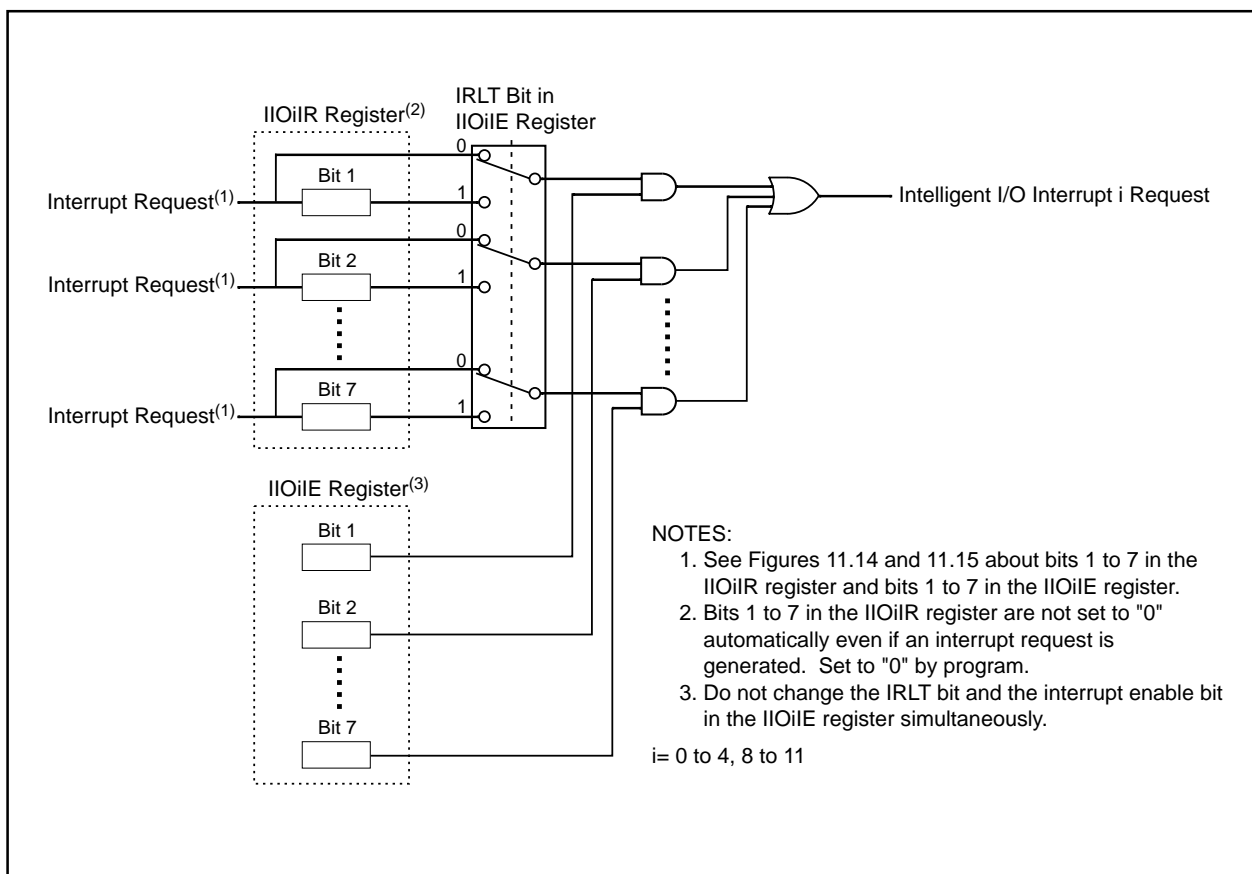 IRLT Bit in
IIOiIE Register
IIOiIR Register(2)
0
Bit 1
Interrupt Request(1)
1
Intelligent I/O Interrupt i Request
0
Bit 2
Interrupt Request(1)
1
0
Bit 7
Interrupt Request(1)
1
IIOiIE Register(3)
Bit 1
Bit 2
Bit 7
NOTES:
1. See Figures 11.14 and 11.15 about bits 1 to 7 in the
IIOiIR register and bits 1 to 7 in the IIOiIE register.
2. Bits 1 to 7 in the IIOiIR register are not set to "0"
automatically even if an interrupt request is
generated. Set to "0" by program.
3. Do not change the IRLT bit and the interrupt enable bit
in the IIOiIE register simultaneously.
i= 0 to 4, 8 to 11